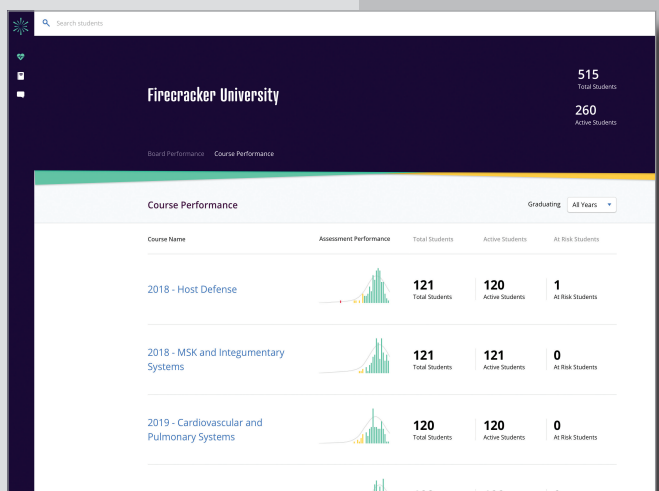 Search students
Firecracker University
515
Total Students
260
Active Students
Board Performance Course Performance
Course Performance
Graduating All Years
Course Name Assessment Performance Total Students Active Students At Risk Students
2018 - Host Defense
121
Total Students
120
Active Students
1
At Risk Students
2018 - MSK and Integumentary
Systems
121
Total Students
121
Active Students
0
At Risk Students
2019 - Cardiovascular and
Pulmonary Systems
120
Total Students
120
Active Students
0
At Risk Students